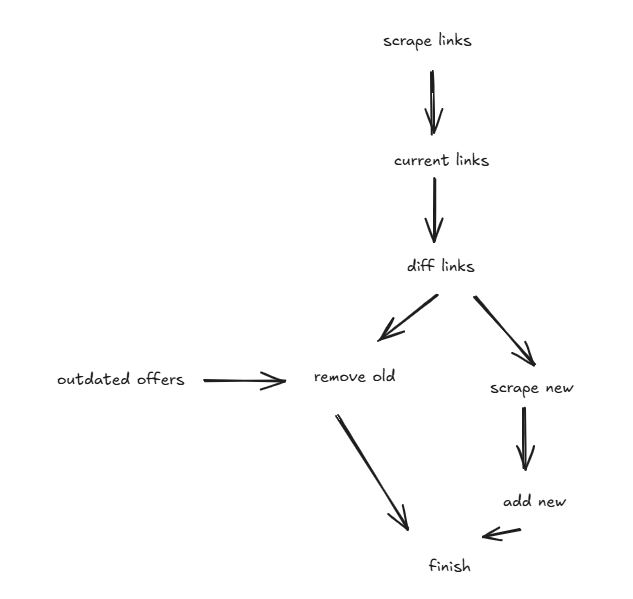 scrape links
current links
diff links
outdated offers
remove old
scrape new
add new
finish